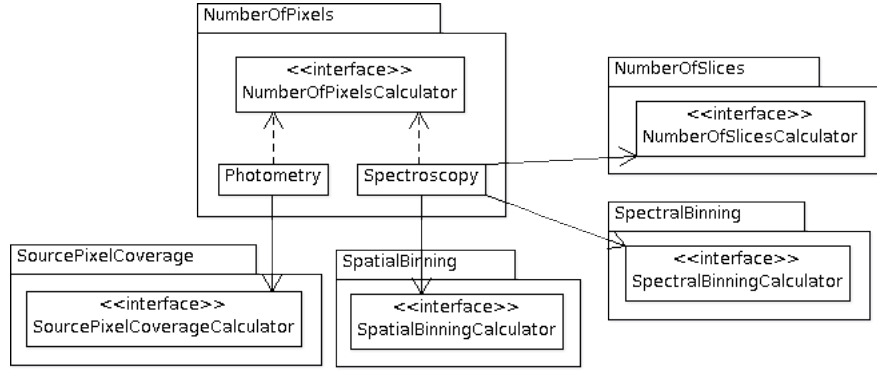 NumberOfPixels
<<interface>>
NumberOfPixelsCalculator
Photometry
Spectroscopy
NumberOfSlices
<<interface>>
NumberOfSlicesCalculator
SpectralBinning
<<interface>>
SpectralBinningCalculator
SourcePixelCoverage
<<interface>>
SourcePixelCoverageCalculator
SpatialBinning
<<interface>>
SpatialBinningCalculator